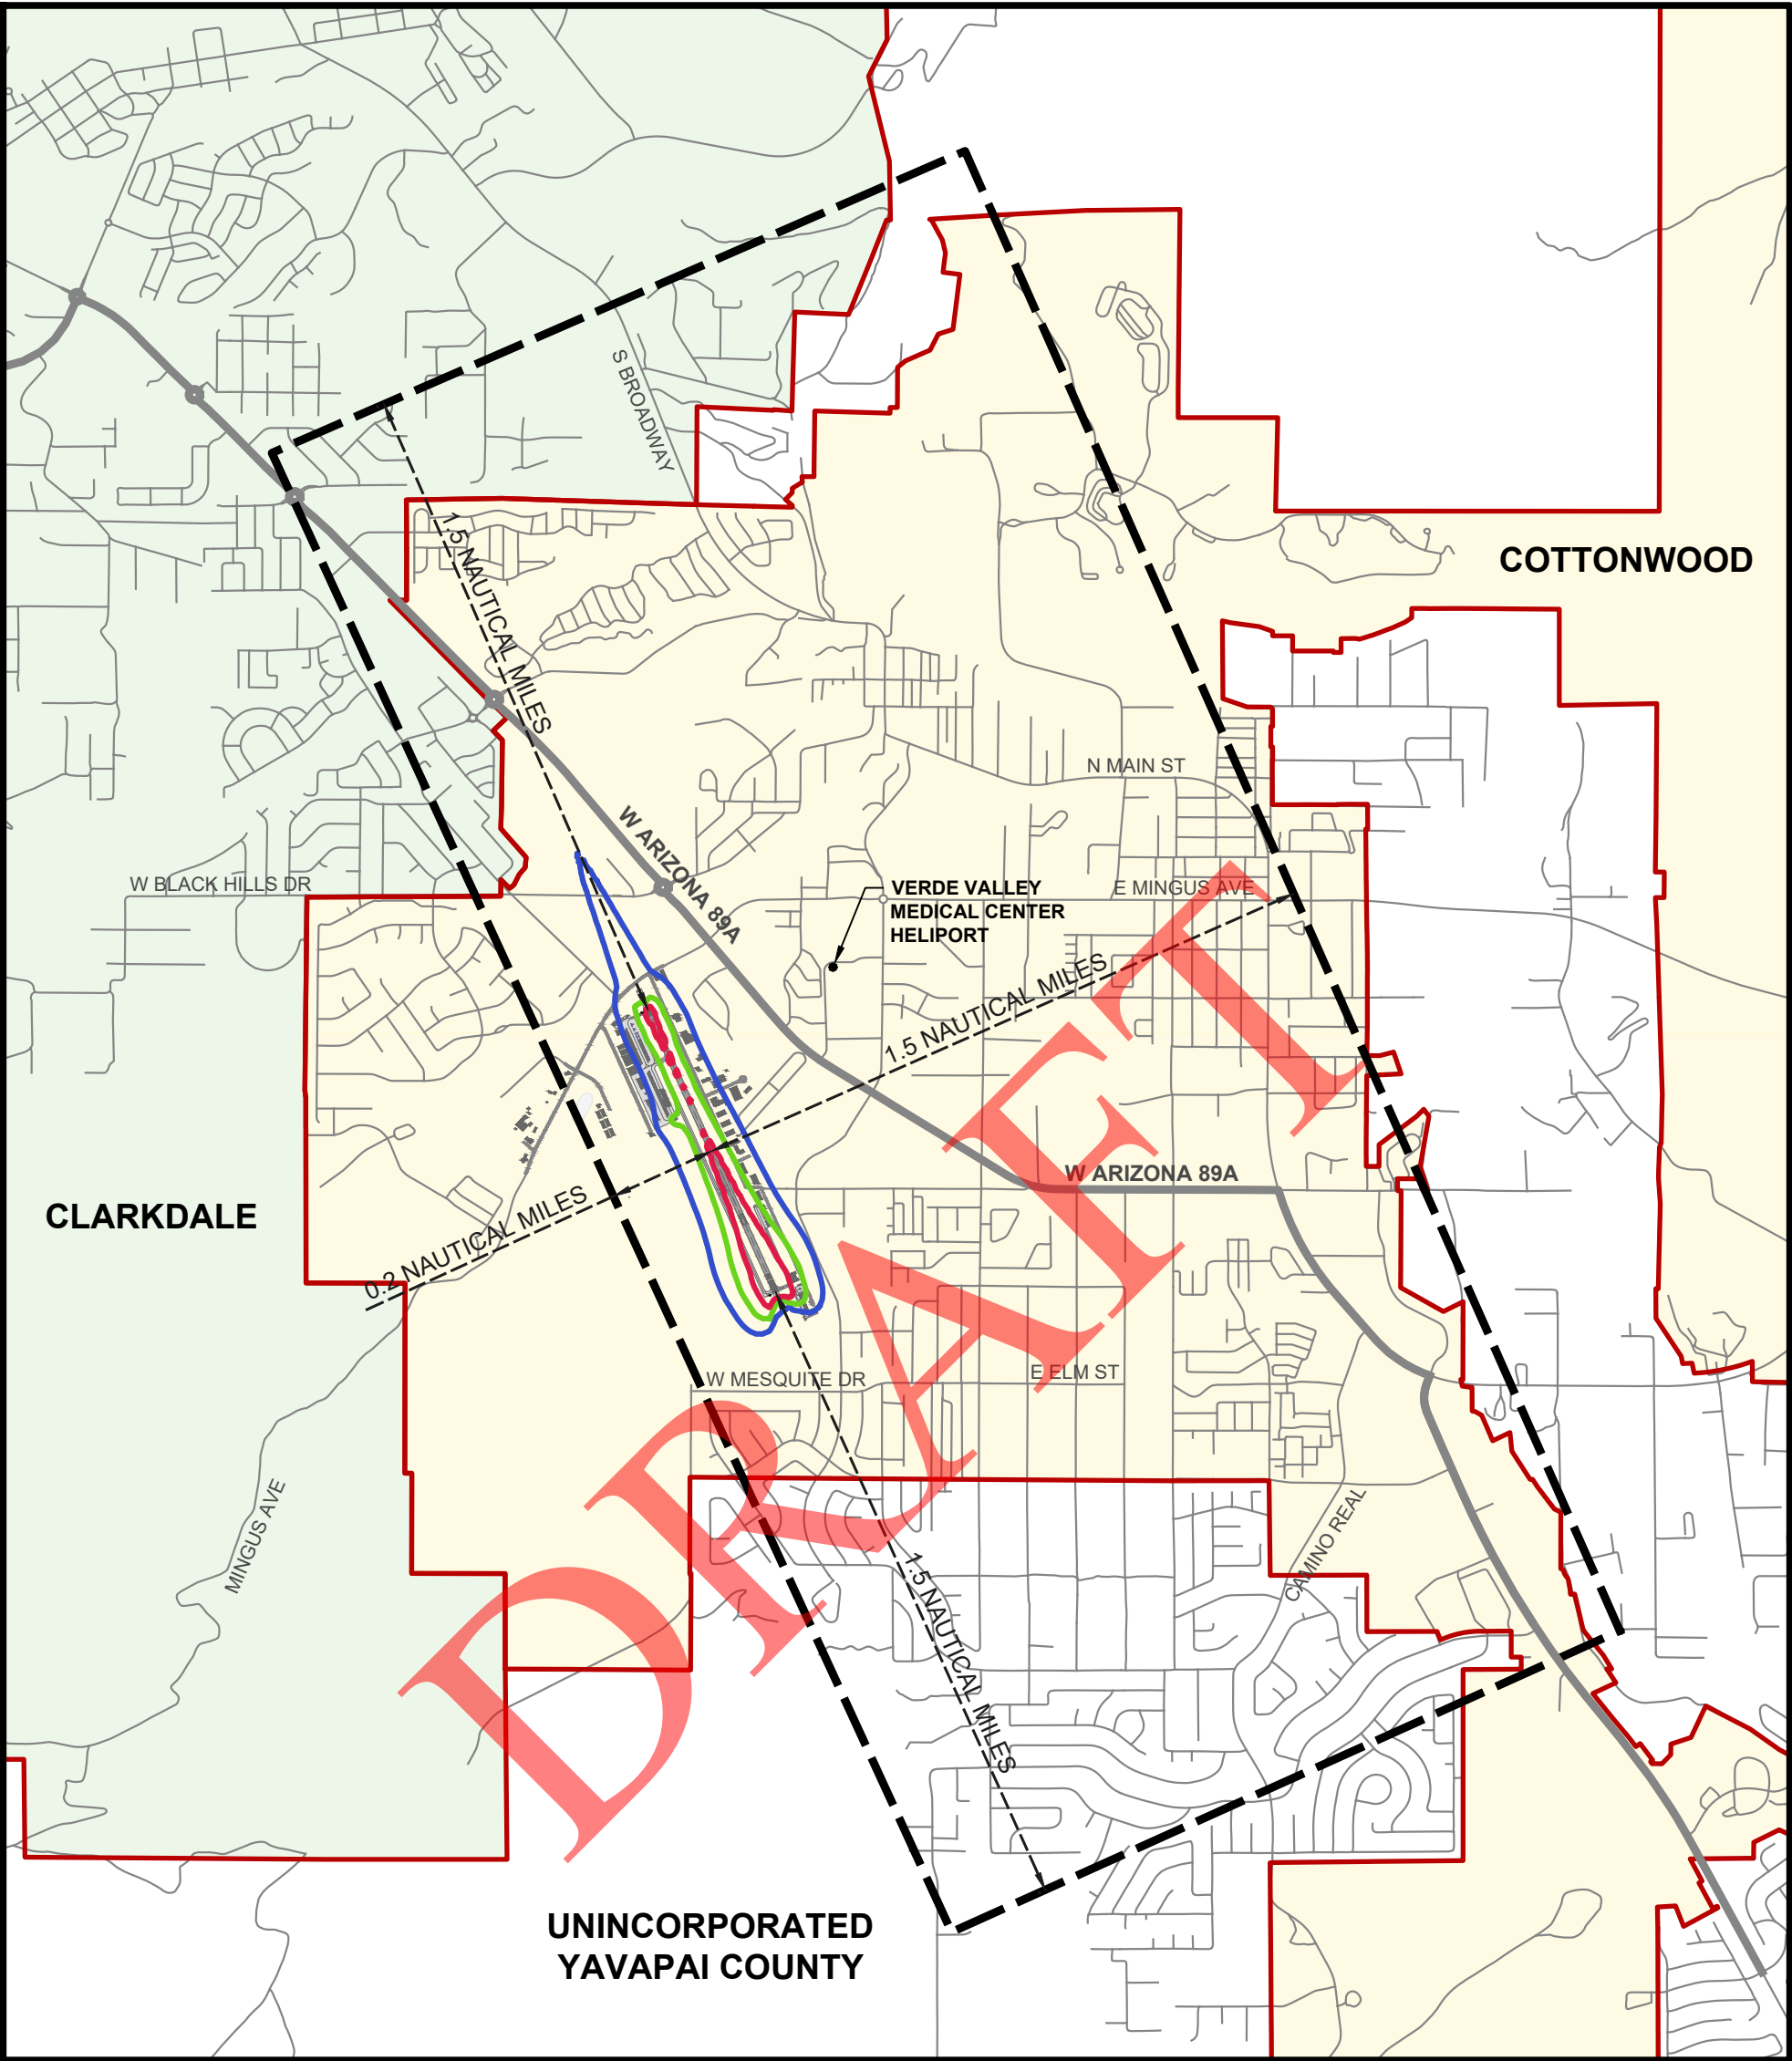 S BROADWAY
1.5 NAUTICAL MILES
COTTONWOOD
N MAIN ST
W ARIZONA 89A
W BLACK HILLS DR
VERDE VALLEY
MEDICAL CENTER
HELIPORT
E MINGUS AVE
1.5 NAUTICAL MILES
W ARIZONA 89A
CLARKDALE
0.2 NAUTICAL MILES
W MESQUITE DR
E ELM ST
MINGUS AVE
CAMINO REAL
1.5 NAUTICAL MILES
DRAFT
UNINCORPORATED
YAVAPAI COUNTY